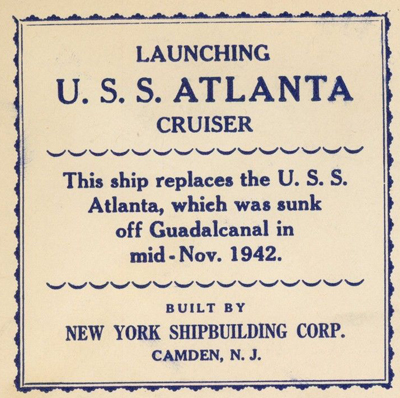 LAUNCHING
U. S. S. ATLANTA
CRUISER
This ship replaces the U. S. S.
Atlanta, which was sunk
off Guadalcanal in
mid-Nov. 1942.
BUILT BY
NEW YORK SHIPBUILDING CORP.
CAMDEN, N. J.